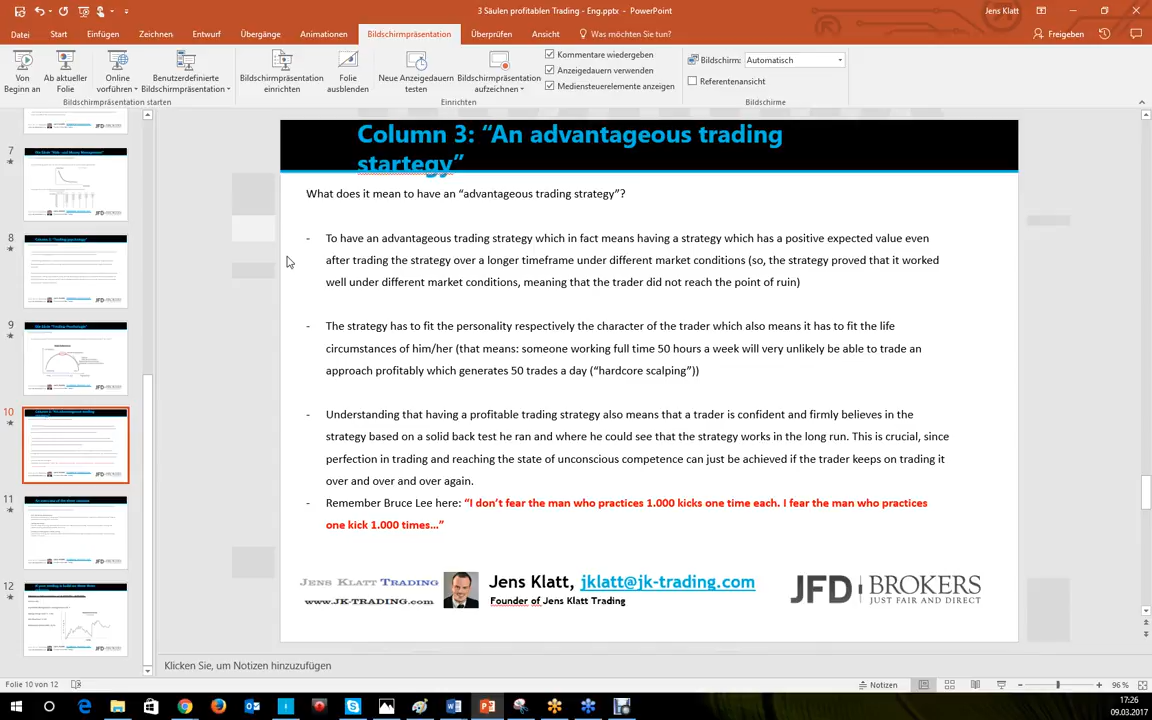 3 Säulen profitablen Trading - Eng.pptx - PowerPoint
Jens Klatt
Datei Start Einfügen Zeichnen Entwurf Übergänge Animationen Bildschirmpräsentation Überprüfen Ansicht Was möchten Sie tun? Freigeben
Von Beginn an
Ab aktueller Folie
Online vorführen
Benutzerdefinierte Bildschirmpräsentation
Bildschirmpräsentation starten
Bildschirmpräsentation einrichten
Folie ausblenden
Neue Anzeigedauern testen
Bildschirmpräsentation aufzeichnen
Kommentare wiedergeben
Anzeigedauern verwenden
Mediensteuerelemente anzeigen
Einrichten
Bildschirm: Automatisch
Referentenansicht
Bildschirme
7
8
9
10
11
12
Column 3: “An advantageous trading
startegy”
What does it mean to have an “advantageous trading strategy”?
- To have an advantageous trading strategy which in fact means having a strategy which has a positive expected value even
after trading the strategy over a longer timeframe under different market conditions (so, the strategy proved that it worked
well under different market conditions, meaning that the trader did not reach the point of ruin)
- The strategy has to fit the personality respectively the character of the trader which also means it has to fit the life
circumstances of him/her (that means: someone working full time 50 hours a week will very unlikely be able to trade an
approach profitably which generates 50 trades a day (“hardcore scalping”))
- Understanding that having a profitable trading strategy also means that a trader is confident and firmly believes in the
strategy based on a solid back test he ran and where he could see that the strategy works in the long run. This is crucial, since
perfection in trading and reaching the state of unconscious competence can just be achieved if the trader keeps on trading it
over and over and over again.
- Remember Bruce Lee here: “I don’t fear the man who practices 1.000 kicks one time each. I fear the man who practices
one kick 1.000 times…”
JENS KLATT TRADING
www.JK-TRADING.com
Jens Klatt, jklatt@jk-trading.com
Founder of Jens Klatt Trading
JFD BROKERS
JUST FAIR AND DIRECT
Klicken Sie, um Notizen hinzuzufügen
Folie 10 von 12
Notizen
96 %
17:26
09.03.2017